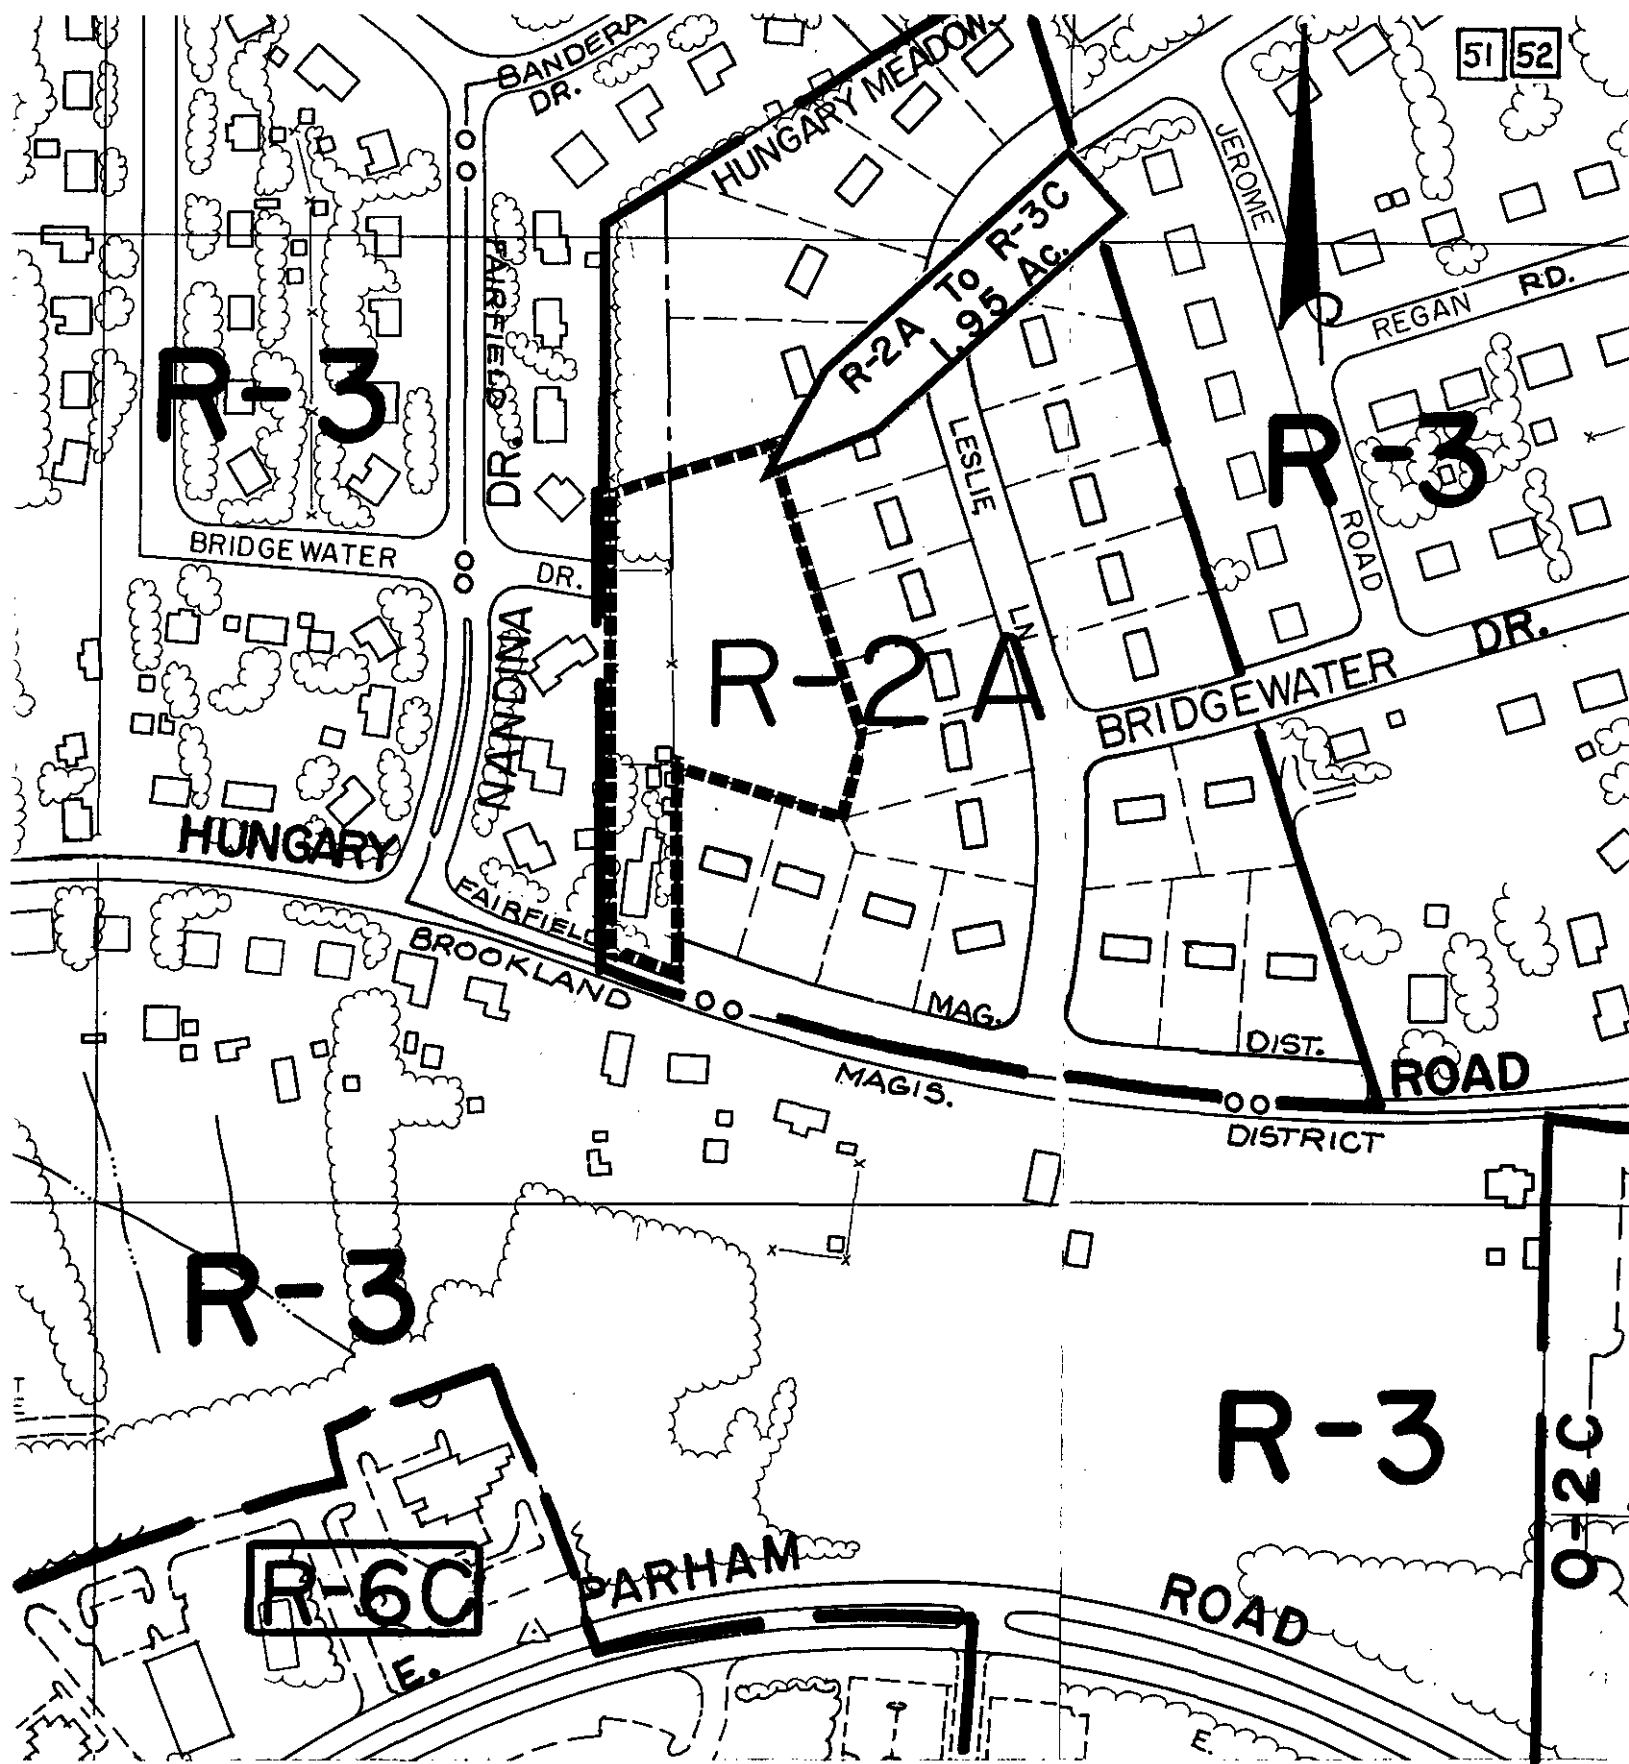 BANDERA
DR.
HUNGARY MEADOWS
51 52
JEROME
ROAD
R-2A To R-3C
1.95 Ac.
REGAN RD.
FAIRFIELD
DR.
R-3
R-3
LESLIE
LN.
BRIDGEWATER
DR.
NANDINA
R-2A
BRIDGEWATER DR.
HUNGARY
ROAD
FAIRFIELD
MAG.
DIST.
BROOKLAND
MAGIS.
DISTRICT
R-3
R-3
O-2C
R-6C
E.
PARHAM
ROAD
E.